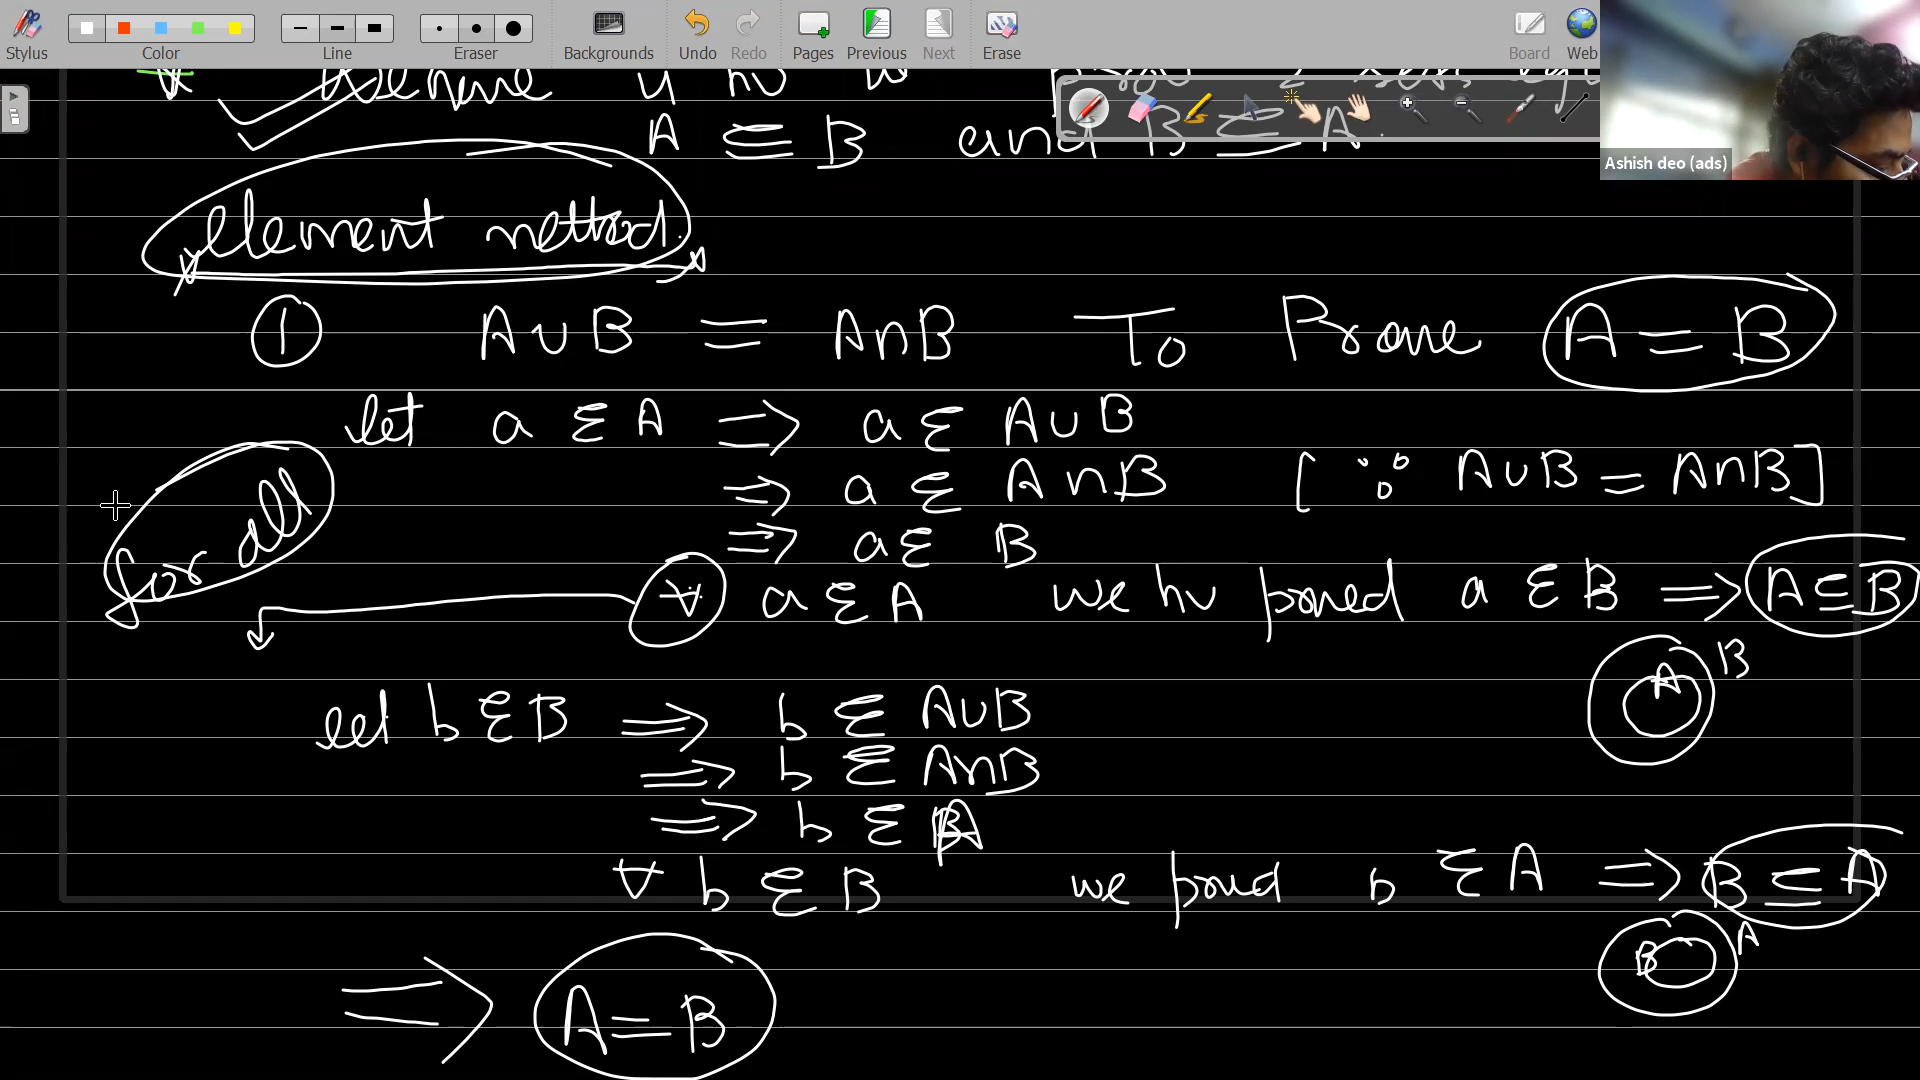 Stylus Color Line Eraser Backgrounds Undo Redo Pages Previous Next Erase Board Web
Ashish deo (ads)
A ⊆ B and B ⊆ A.
element method.
① A∪B = A∩B To Prove A = B
let a ∈ A ⇒ a ∈ A∪B
⇒ a ∈ A∩B [∵ A∪B = A∩B]
for all
⇒ a ∈ B
∀ a ∈ A we hv proved a ∈ B ⇒ A ⊆ B
A B
let b ∈ B ⇒ b ∈ A∪B
⇒ b ∈ A∩B
⇒ b ∈ A
∀ b ∈ B we proved b ∈ A ⇒ B ⊆ A
B A
⇒ A = B